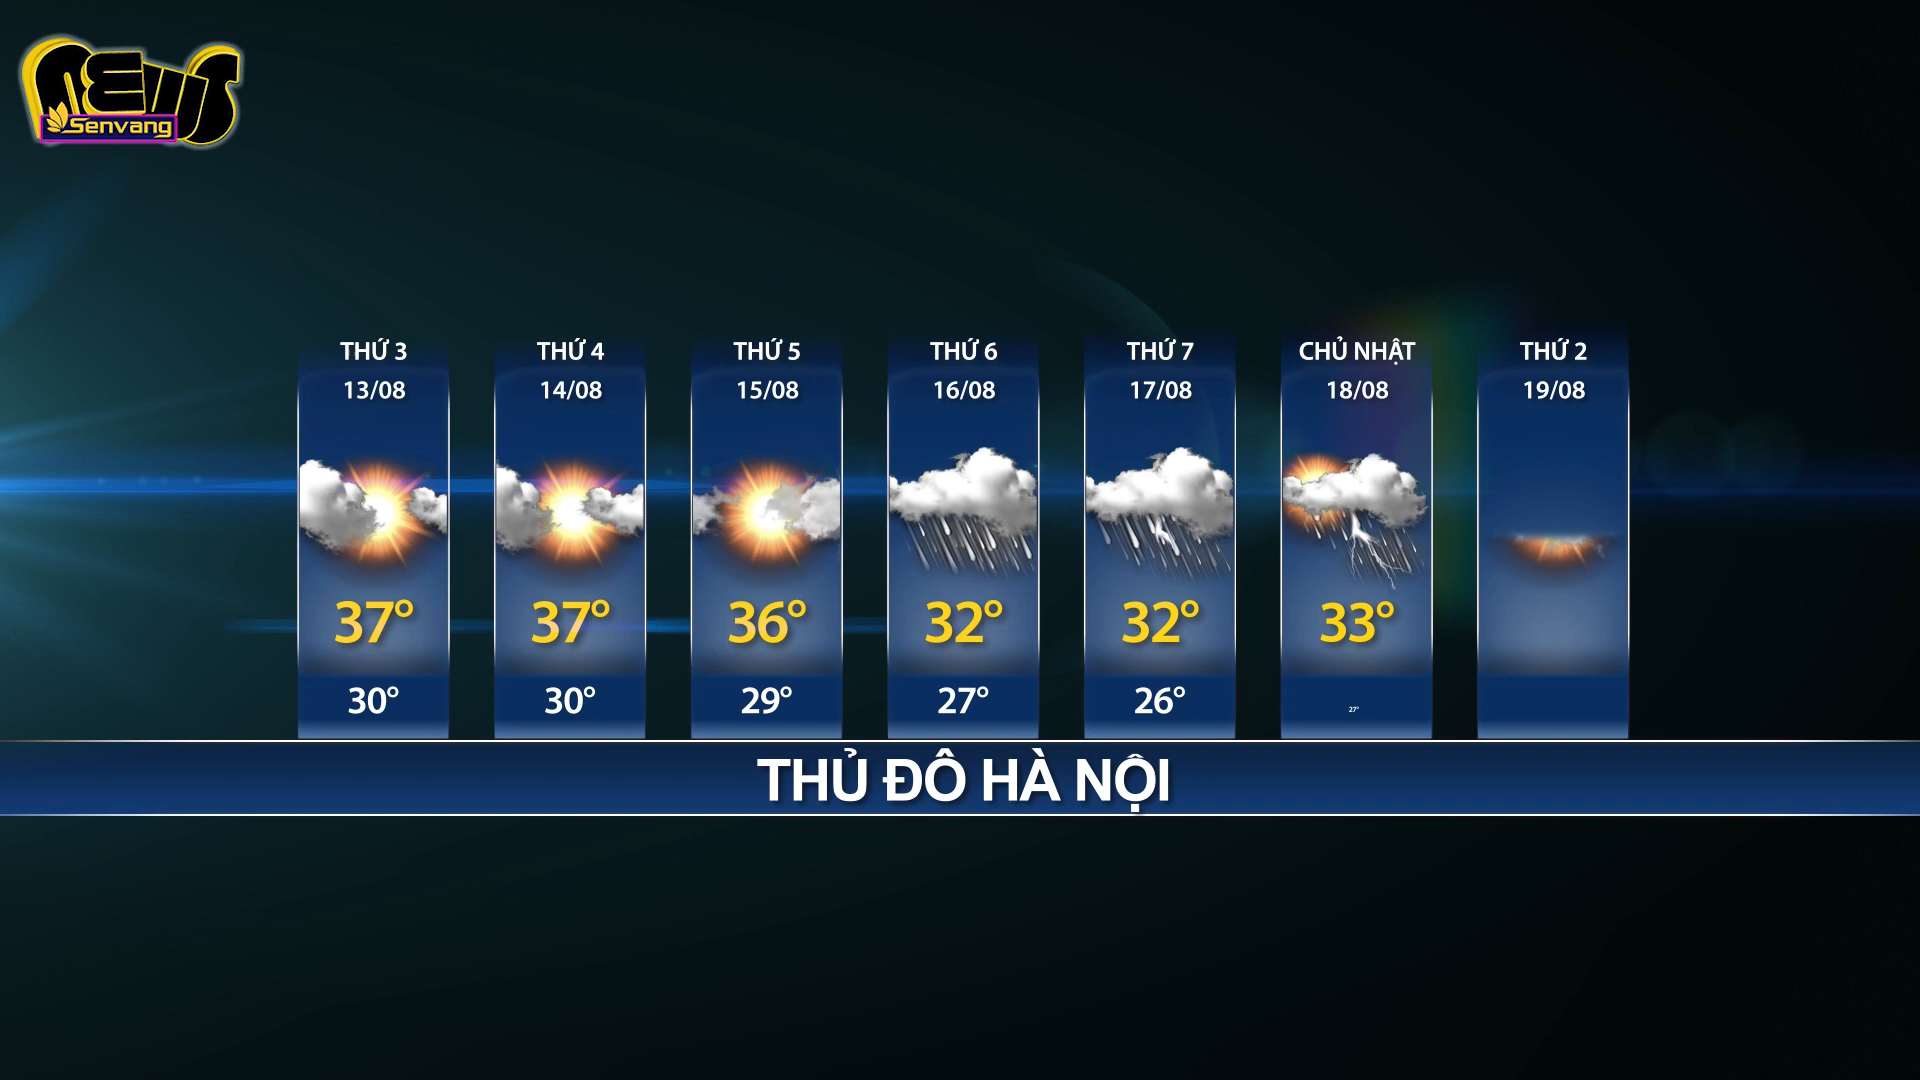 news
Senvang
THỨ 3
13/08
37°
30°
THỨ 4
14/08
37°
30°
THỨ 5
15/08
36°
29°
THỨ 6
16/08
32°
27°
THỨ 7
17/08
32°
26°
CHỦ NHẬT
18/08
33°
27°
THỨ 2
19/08
THỦ ĐÔ HÀ NỘI